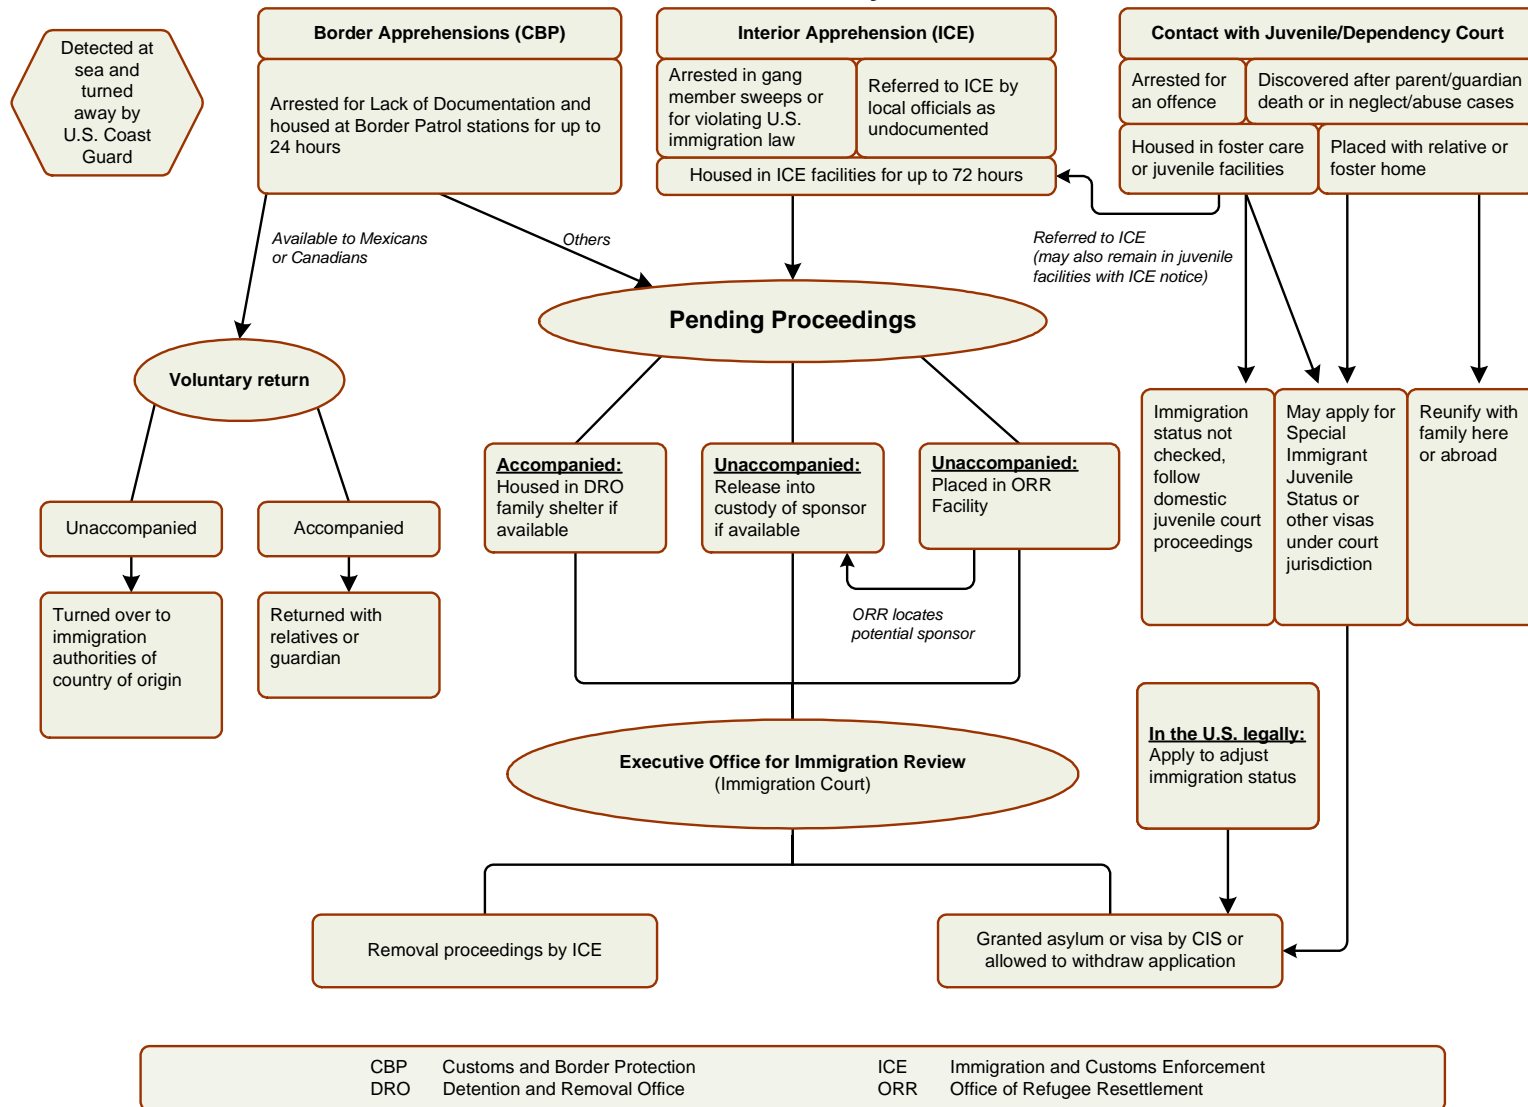 Detected at
sea and
turned
away by
U.S. Coast
Guard
Border Apprehensions (CBP)
Arrested for Lack of Documentation and
housed at Border Patrol stations for up to
24 hours
Interior Apprehension (ICE)
Arrested in gang
member sweeps or
for violating U.S.
immigration law
Referred to ICE by
local officials as
undocumented
Housed in ICE facilities for up to 72 hours
Contact with Juvenile/Dependency Court
Arrested for
an offence
Discovered after parent/guardian
death or in neglect/abuse cases
Housed in foster care
or juvenile facilities
Placed with relative or
foster home
Available to Mexicans
or Canadians
Others
Referred to ICE
(may also remain in juvenile
facilities with ICE notice)
Pending Proceedings
Voluntary return
Unaccompanied
Accompanied
Turned over to
immigration
authorities of
country of origin
Returned with
relatives or
guardian
Accompanied:
Housed in DRO
family shelter if
available
Unaccompanied:
Release into
custody of sponsor
if available
Unaccompanied:
Placed in ORR
Facility
ORR locates
potential sponsor
Immigration
status not
checked,
follow
domestic
juvenile court
proceedings
May apply for
Special
Immigrant
Juvenile
Status or
other visas
under court
jurisdiction
Reunify with
family here
or abroad
Executive Office for Immigration Review
(Immigration Court)
In the U.S. legally:
Apply to adjust
immigration status
Removal proceedings by ICE
Granted asylum or visa by CIS or
allowed to withdraw application
CBP Customs and Border Protection ICE Immigration and Customs Enforcement
DRO Detention and Removal Office ORR Office of Refugee Resettlement